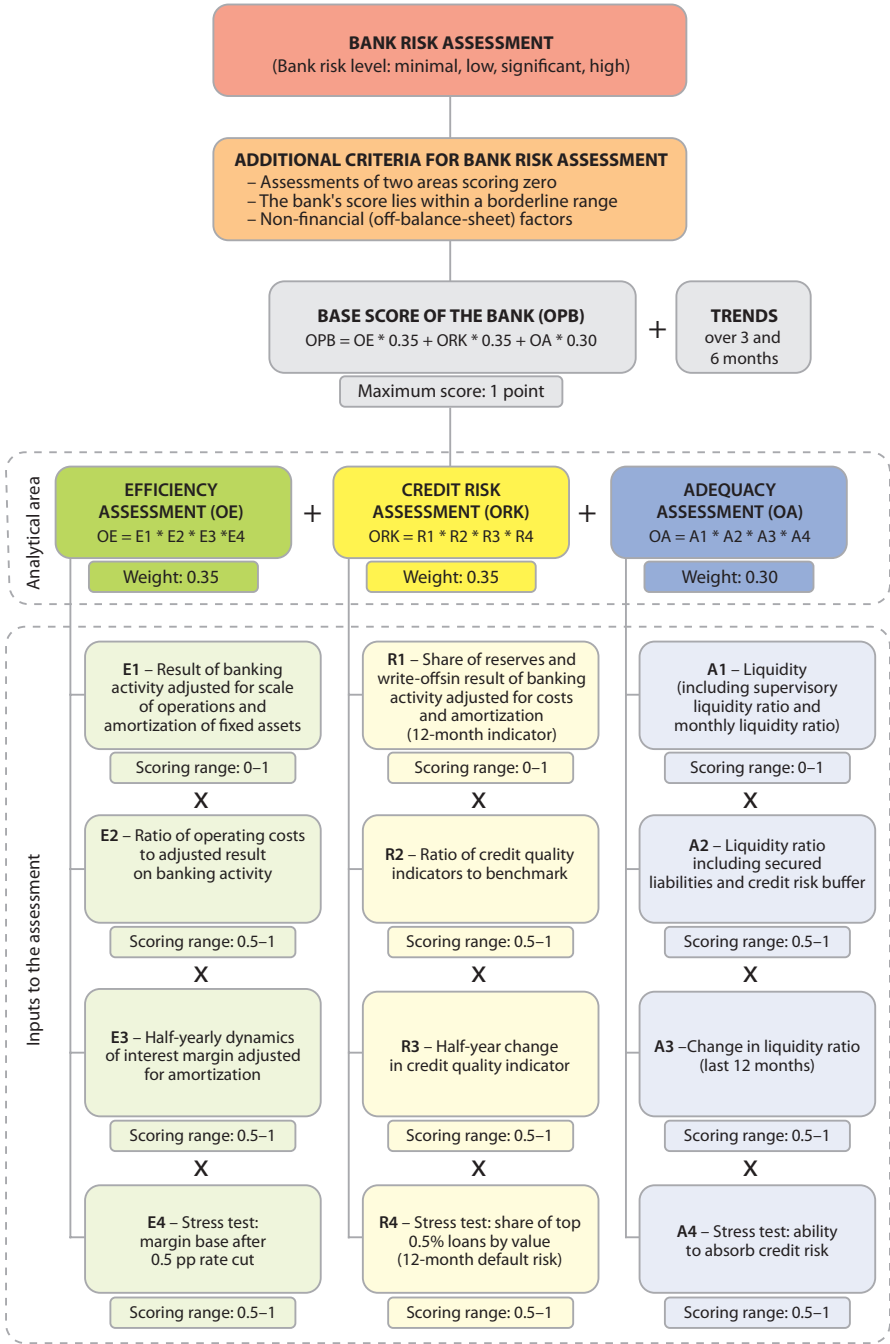 BANK RISK ASSESSMENT
(Bank risk level: minimal, low, significant, high)
ADDITIONAL CRITERIA FOR BANK RISK ASSESSMENT
– Assessments of two areas scoring zero
– The bank's score lies within a borderline range
– Non-financial (off-balance-sheet) factors
BASE SCORE OF THE BANK (OPB)
OPB = OE * 0.35 + ORK * 0.35 + OA * 0.30
Maximum score: 1 point
+
TRENDS
over 3 and
6 months
Analytical area
EFFICIENCY
ASSESSMENT (OE)
OE = E1 * E2 * E3 *E4
Weight: 0.35
+
CREDIT RISK
ASSESSMENT (ORK)
ORK = R1 * R2 * R3 * R4
Weight: 0.35
+
ADEQUACY
ASSESSMENT (OA)
OA = A1 * A2 * A3 * A4
Weight: 0.30
Inputs to the assessment
E1 – Result of banking
activity adjusted for scale
of operations and
amortization of fixed assets
Scoring range: 0–1
X
E2 – Ratio of operating costs
to adjusted result
on banking activity
Scoring range: 0.5–1
X
E3 – Half-yearly dynamics
of interest margin adjusted
for amortization
Scoring range: 0.5–1
X
E4 – Stress test:
margin base after
0.5 pp rate cut
Scoring range: 0.5–1
R1 – Share of reserves and
write-offsin result of banking
activity adjusted for costs
and amortization
(12-month indicator)
Scoring range: 0–1
X
R2 – Ratio of credit quality
indicators to benchmark
Scoring range: 0.5–1
X
R3 – Half-year change
in credit quality indicator
Scoring range: 0.5–1
X
R4 – Stress test: share of top
0.5% loans by value
(12-month default risk)
Scoring range: 0.5–1
A1 – Liquidity
(including supervisory
liquidity ratio and
monthly liquidity ratio)
Scoring range: 0–1
X
A2 – Liquidity ratio
including secured
liabilities and credit risk buffer
Scoring range: 0.5–1
X
A3 –Change in liquidity ratio
(last 12 months)
Scoring range: 0.5–1
X
A4 – Stress test: ability
to absorb credit risk
Scoring range: 0.5–1